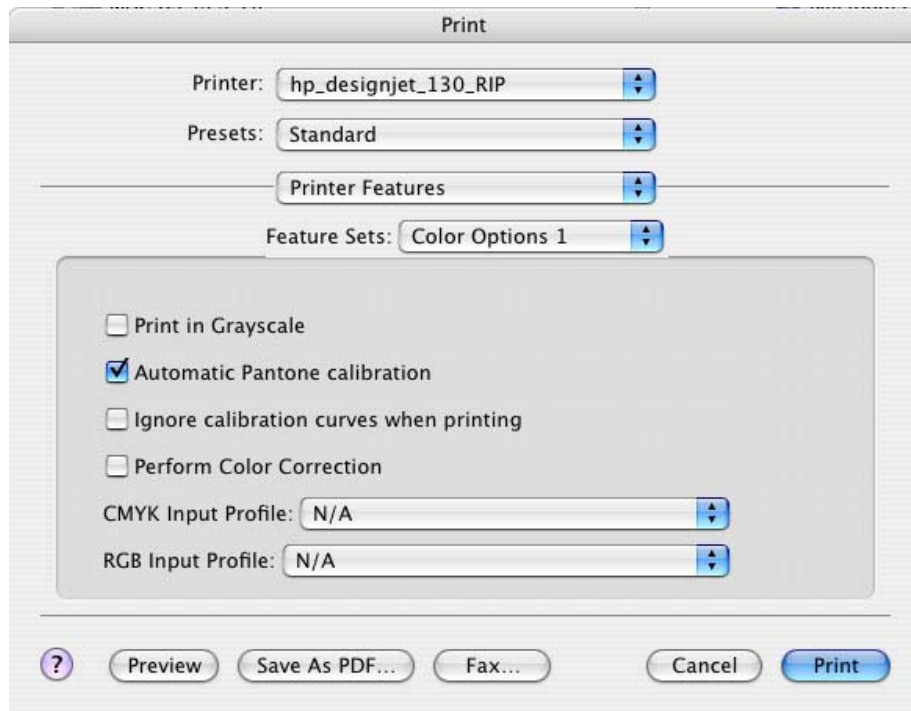 Print
Printer: hp_designjet_130_RIP
Presets: Standard
Printer Features
Feature Sets: Color Options 1
Print in Grayscale
Automatic Pantone calibration
Ignore calibration curves when printing
Perform Color Correction
CMYK Input Profile: N/A
RGB Input Profile: N/A
? Preview Save As PDF... Fax... Cancel Print